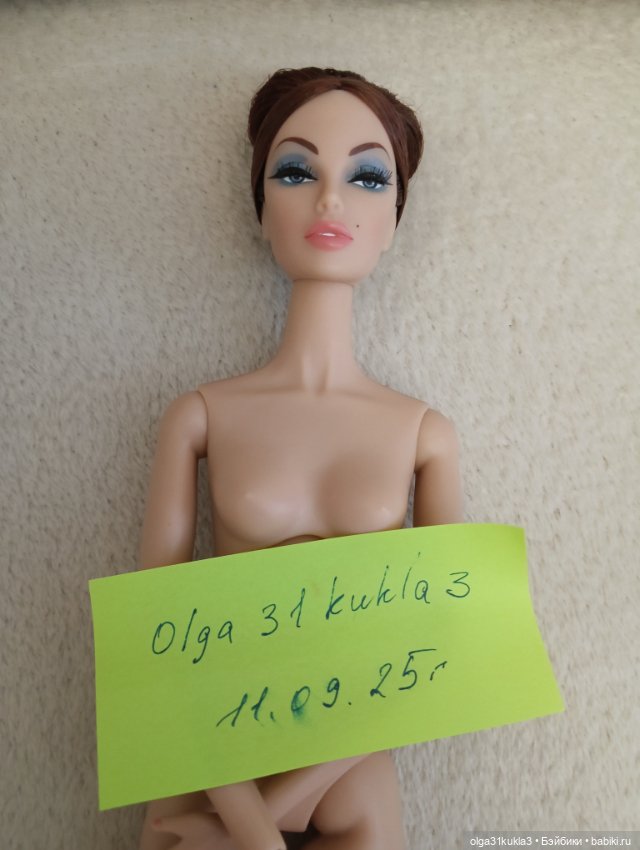 Olga 31 kukla 3
11.09.25г
olga31kukla3 • Бэйбики • babiki.ru